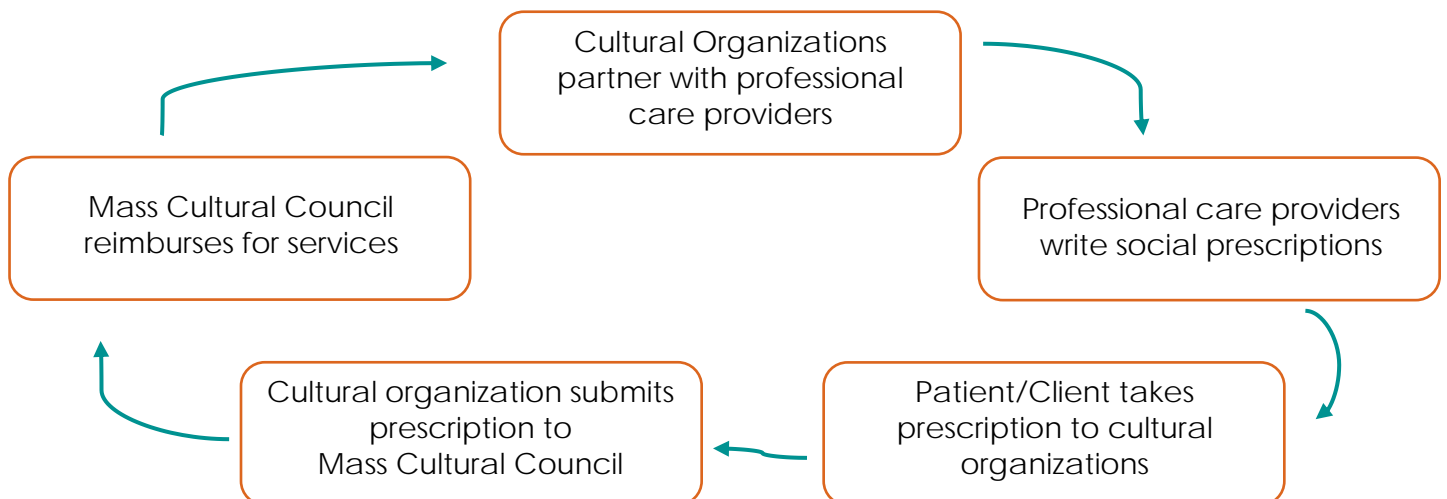 Cultural Organizations
partner with professional
care providers
Mass Cultural Council
reimburses for services
Professional care providers
write social prescriptions
Cultural organization submits
prescription to
Mass Cultural Council
Patient/Client takes
prescription to cultural
organizations